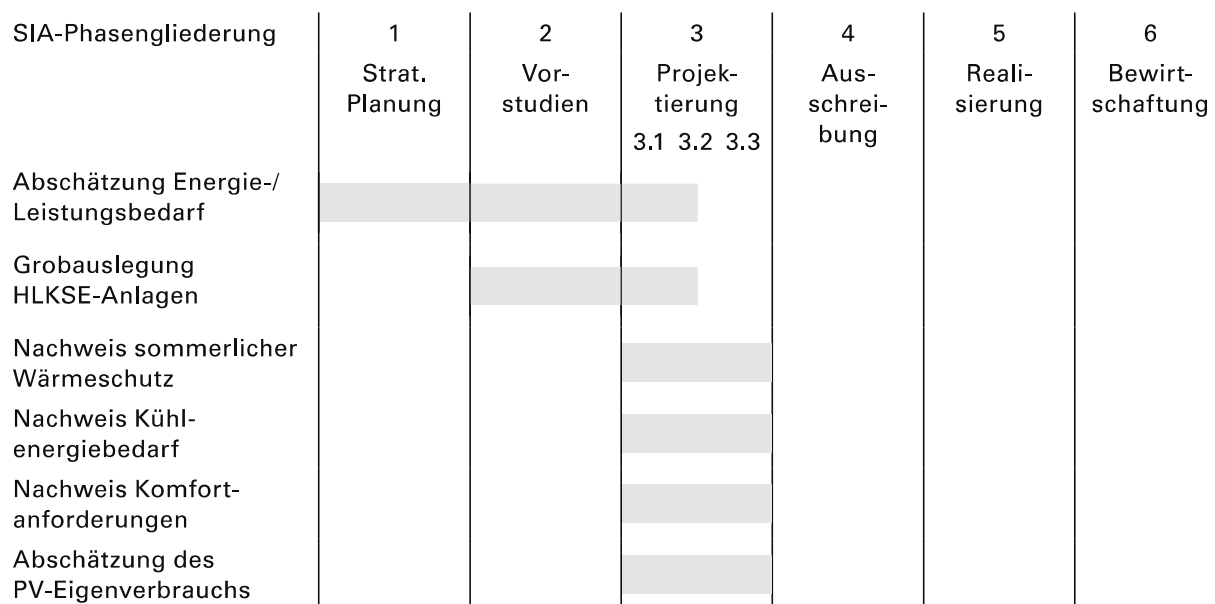 SIA-Phasengliederung 1 2 3 4 5 6
Strat. Vor- Projek- Aus- Reali- Bewirt-
Planung studien tierung schrei- sierung schaftung
3.1 3.2 3.3 bung
Abschätzung Energie-/
Leistungsbedarf
Grobauslegung
HLKSE-Anlagen
Nachweis sommerlicher
Wärmeschutz
Nachweis Kühl-
energiebedarf
Nachweis Komfort-
anforderungen
Abschätzung des
PV-Eigenverbrauchs